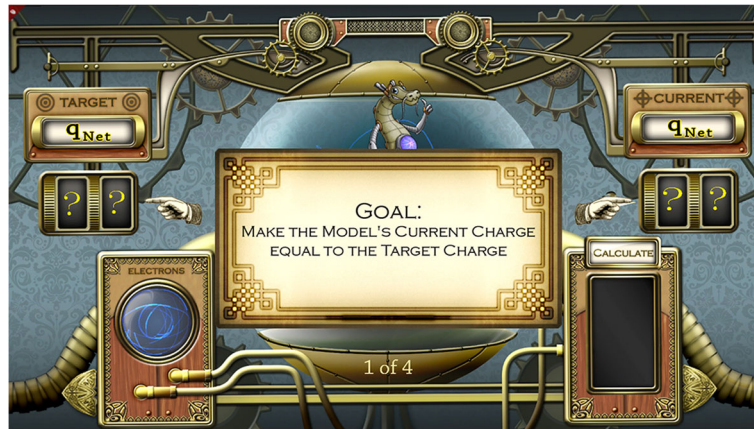 TARGET
qNet
? ?
CURRENT
qNet
? ?
GOAL:
MAKE THE MODEL'S CURRENT CHARGE
EQUAL TO THE TARGET CHARGE
ELECTRONS
CALCULATE
1 of 4